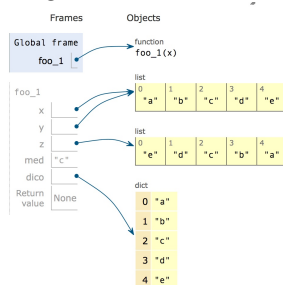 Frames Objects
Global frame
foo_1
function
foo_1(x)
foo_1
x
y
z
med "c"
dico
Return
value None
list
0 1 2 3 4
"a" "b" "c" "d" "e"
list
0 1 2 3 4
"e" "d" "c" "b" "a"
dict
0 "a"
1 "b"
2 "c"
3 "d"
4 "e"